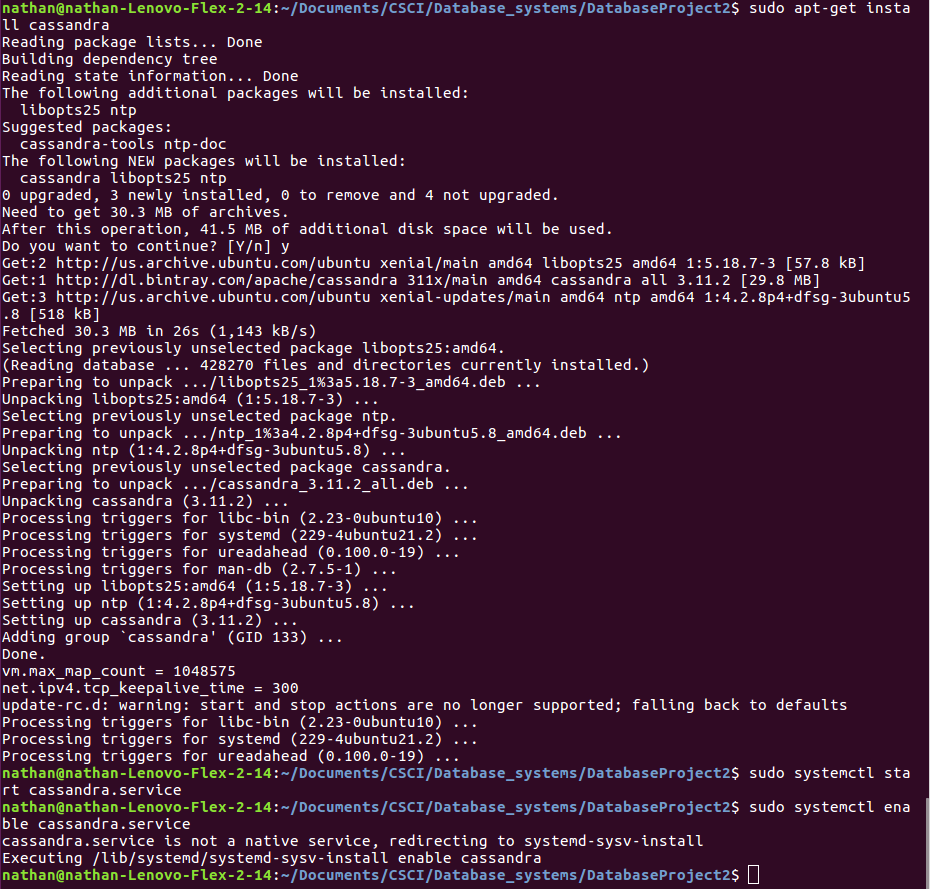 nathan@nathan-Lenovo-Flex-2-14:~/Documents/CSCI/Database_systems/DatabaseProject2$ sudo apt-get insta
ll cassandra
Reading package lists... Done
Building dependency tree
Reading state information... Done
The following additional packages will be installed:
  libopts25 ntp
Suggested packages:
  cassandra-tools ntp-doc
The following NEW packages will be installed:
  cassandra libopts25 ntp
0 upgraded, 3 newly installed, 0 to remove and 4 not upgraded.
Need to get 30.3 MB of archives.
After this operation, 41.5 MB of additional disk space will be used.
Do you want to continue? [Y/n] y
Get:2 http://us.archive.ubuntu.com/ubuntu xenial/main amd64 libopts25 amd64 1:5.18.7-3 [57.8 kB]
Get:1 http://dl.bintray.com/apache/cassandra 311x/main amd64 cassandra all 3.11.2 [29.8 MB]
Get:3 http://us.archive.ubuntu.com/ubuntu xenial-updates/main amd64 ntp amd64 1:4.2.8p4+dfsg-3ubuntu5
.8 [518 kB]
Fetched 30.3 MB in 26s (1,143 kB/s)
Selecting previously unselected package libopts25:amd64.
(Reading database ... 428270 files and directories currently installed.)
Preparing to unpack .../libopts25_1%3a5.18.7-3_amd64.deb ...
Unpacking libopts25:amd64 (1:5.18.7-3) ...
Selecting previously unselected package ntp.
Preparing to unpack .../ntp_1%3a4.2.8p4+dfsg-3ubuntu5.8_amd64.deb ...
Unpacking ntp (1:4.2.8p4+dfsg-3ubuntu5.8) ...
Selecting previously unselected package cassandra.
Preparing to unpack .../cassandra_3.11.2_all.deb ...
Unpacking cassandra (3.11.2) ...
Processing triggers for libc-bin (2.23-0ubuntu10) ...
Processing triggers for systemd (229-4ubuntu21.2) ...
Processing triggers for ureadahead (0.100.0-19) ...
Processing triggers for man-db (2.7.5-1) ...
Setting up libopts25:amd64 (1:5.18.7-3) ...
Setting up ntp (1:4.2.8p4+dfsg-3ubuntu5.8) ...
Setting up cassandra (3.11.2) ...
Adding group `cassandra' (GID 133) ...
Done.
vm.max_map_count = 1048575
net.ipv4.tcp_keepalive_time = 300
update-rc.d: warning: start and stop actions are no longer supported; falling back to defaults
Processing triggers for libc-bin (2.23-0ubuntu10) ...
Processing triggers for systemd (229-4ubuntu21.2) ...
Processing triggers for ureadahead (0.100.0-19) ...
nathan@nathan-Lenovo-Flex-2-14:~/Documents/CSCI/Database_systems/DatabaseProject2$ sudo systemctl sta
rt cassandra.service
nathan@nathan-Lenovo-Flex-2-14:~/Documents/CSCI/Database_systems/DatabaseProject2$ sudo systemctl ena
ble cassandra.service
cassandra.service is not a native service, redirecting to systemd-sysv-install
Executing /lib/systemd/systemd-sysv-install enable cassandra
nathan@nathan-Lenovo-Flex-2-14:~/Documents/CSCI/Database_systems/DatabaseProject2$